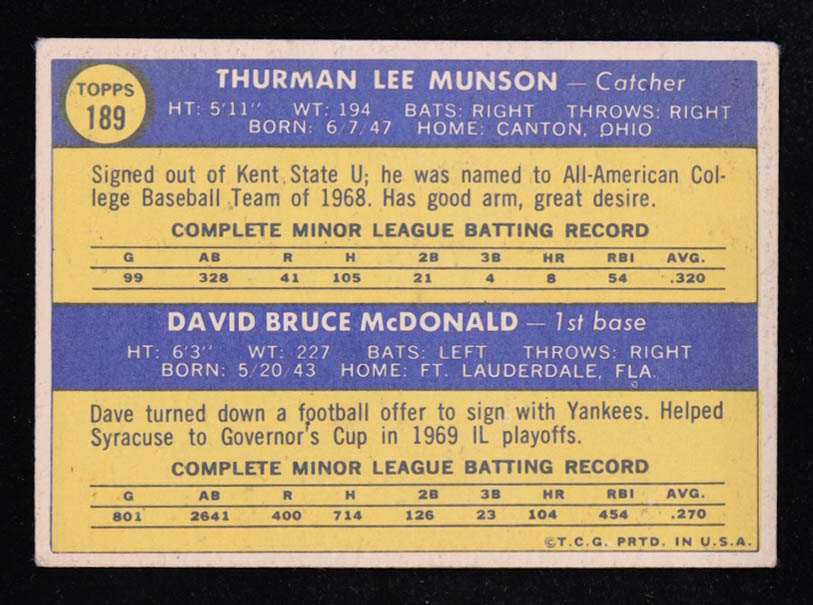 TOPPS
189
THURMAN LEE MUNSON — Catcher
HT: 5'11" WT: 194 BATS: RIGHT THROWS: RIGHT
BORN: 6/7/47 HOME: CANTON, OHIO
Signed out of Kent State U; he was named to All-American Col-
lege Baseball Team of 1968. Has good arm, great desire.
COMPLETE MINOR LEAGUE BATTING RECORD
G AB R H 2B 3B HR RBI AVG.
99 328 41 105 21 4 8 54 .320
DAVID BRUCE McDONALD — 1st base
HT: 6'3" WT: 227 BATS: LEFT THROWS: RIGHT
BORN: 5/20/43 HOME: FT. LAUDERDALE, FLA.
Dave turned down a football offer to sign with Yankees. Helped
Syracuse to Governor's Cup in 1969 IL playoffs.
COMPLETE MINOR LEAGUE BATTING RECORD
G AB R H 2B 3B HR RBI AVG.
801 2641 400 714 126 23 104 454 .270
©T.C.G. PRTD. IN U.S.A.